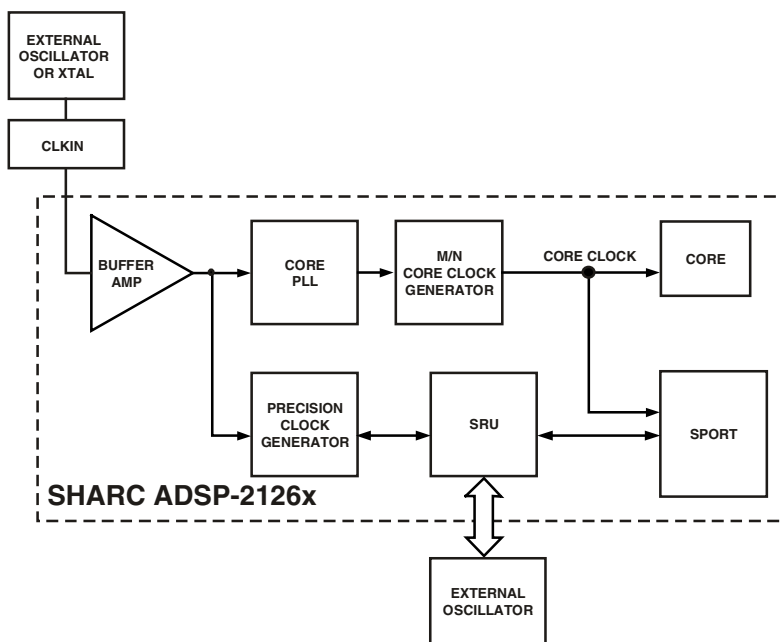 EXTERNAL
OSCILLATOR
OR XTAL
CLKIN
BUFFER
AMP
CORE
PLL
M/N
CORE CLOCK
GENERATOR
CORE CLOCK
CORE
PRECISION
CLOCK
GENERATOR
SRU
SPORT
SHARC ADSP-2126x
EXTERNAL
OSCILLATOR